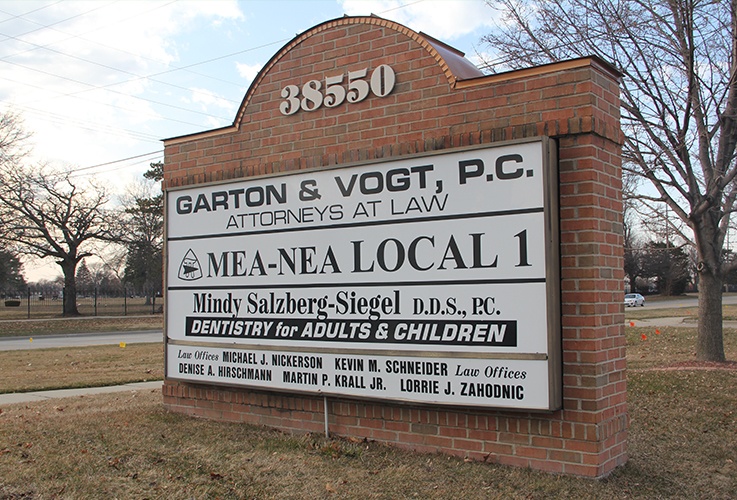 38550
GARTON & VOGT, P.C.
ATTORNEYS AT LAW
MEA-NEA LOCAL 1
Mindy Salzberg-Siegel D.D.S., P.C.
DENTISTRY for ADULTS & CHILDREN
Law Offices MICHAEL J. NICKERSON KEVIN M. SCHNEIDER Law Offices
DENISE A. HIRSCHMANN MARTIN P. KRALL JR. LORRIE J. ZAHODNIC